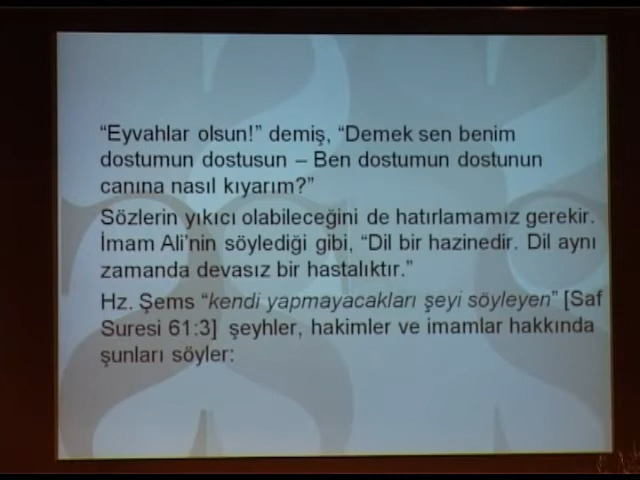 “Eyvahlar olsun!” demiş, “Demek sen benim
dostumun dostusun – Ben dostumun dostunun
canına nasıl kıyarım?”
Sözlerin yıkıcı olabileceğini de hatırlamamız gerekir.
İmam Ali’nin söylediği gibi, “Dil bir hazinedir. Dil aynı
zamanda devasız bir hastalıktır.”
Hz. Şems “kendi yapmayacakları şeyi söyleyen” [Saf
Suresi 61:3] şeyhler, hakimler ve imamlar hakkında
şunları söyler: